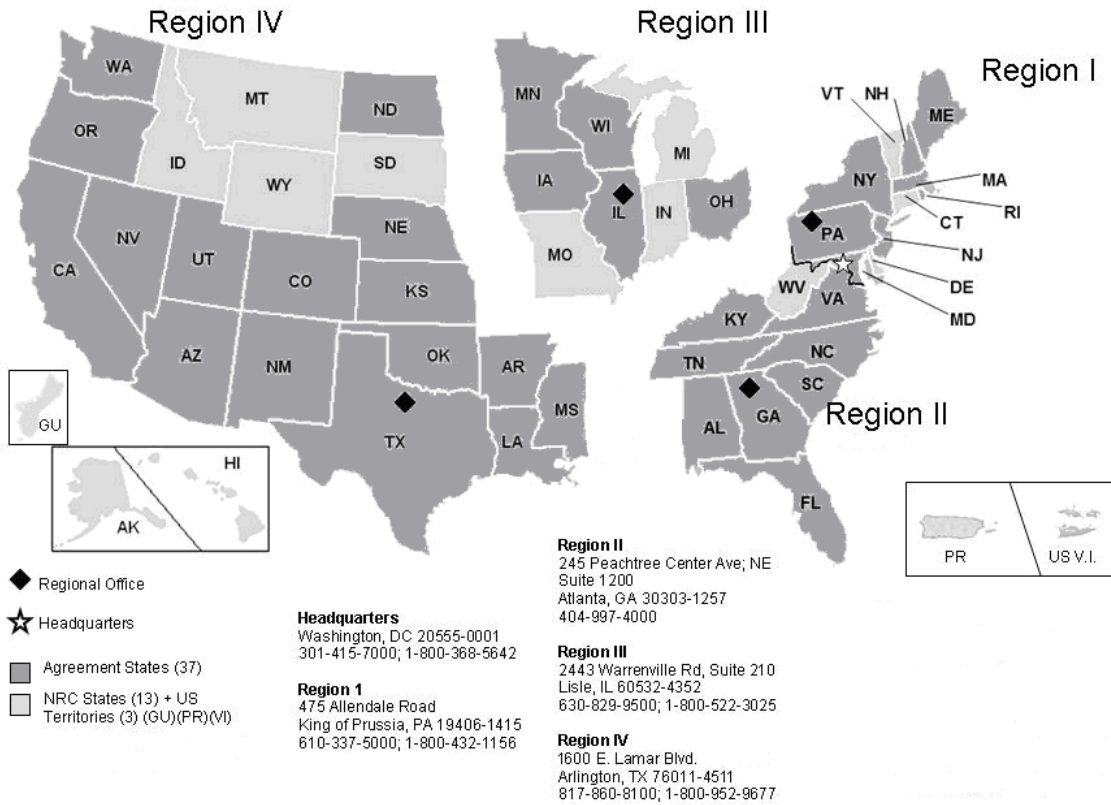 Region IV
Region III
Region I
WA
MT
ND
MN
VT
NH
ME
OR
ID
SD
WI
MI
WY
NY
MA
IA
IL
IN
OH
RI
CT
NE
NV
UT
CO
CA
KS
MO
PA
NJ
DE
WV
VA
MD
KY
AZ
NM
OK
AR
TN
NC
SC
MS
GA
AL
Region II
GU
TX
LA
HI
AK
FL
PR
US V.I.
Regional Office
Headquarters
Agreement States (37)
NRC States (13) + US
Territories (3) (GU)(PR)(VI)
Headquarters
Washington, DC 20555-0001
301-415-7000; 1-800-368-5642
Region 1
475 Allendale Road
King of Prussia, PA 19406-1415
610-337-5000; 1-800-432-1156
Region II
245 Peachtree Center Ave; NE
Suite 1200
Atlanta, GA 30303-1257
404-997-4000
Region III
2443 Warrenville Rd, Suite 210
Lisle, IL 60532-4352
630-829-9500; 1-800-522-3025
Region IV
1600 E. Lamar Blvd.
Arlington, TX 76011-4511
817-860-8100; 1-800-952-9677